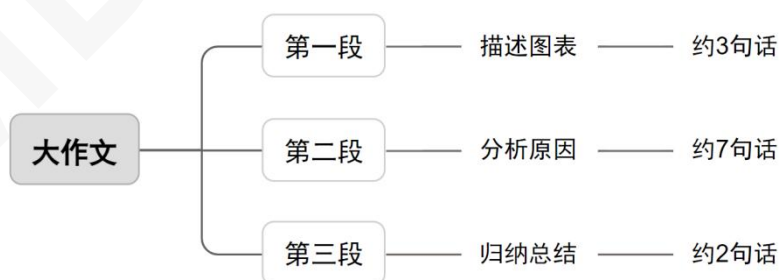 第一段 描述图表 约3句话
大作文 第二段 分析原因 约7句话
第三段 归纳总结 约2句话